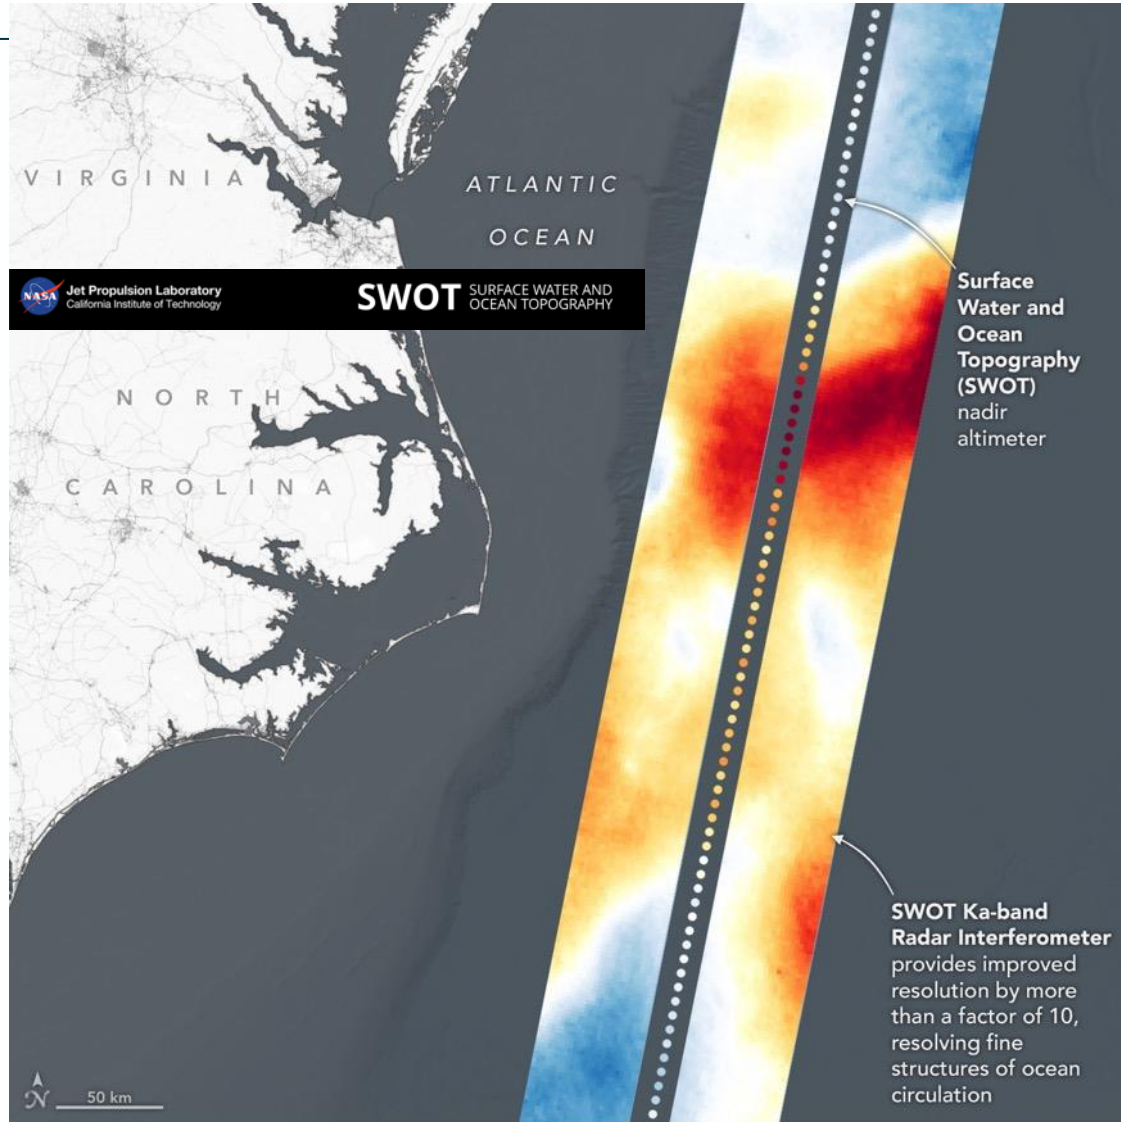 VIRGINIA
ATLANTIC
OCEAN
NASA
Jet Propulsion Laboratory
California Institute of Technology
SWOT
SURFACE WATER AND
OCEAN TOPOGRAPHY
Surface
Water and
Ocean
Topography
(SWOT)
nadir
altimeter
NORTH
CAROLINA
SWOT Ka-band
Radar Interferometer
provides improved
resolution by more
than a factor of 10,
resolving fine
structures of ocean
circulation
N
50 km